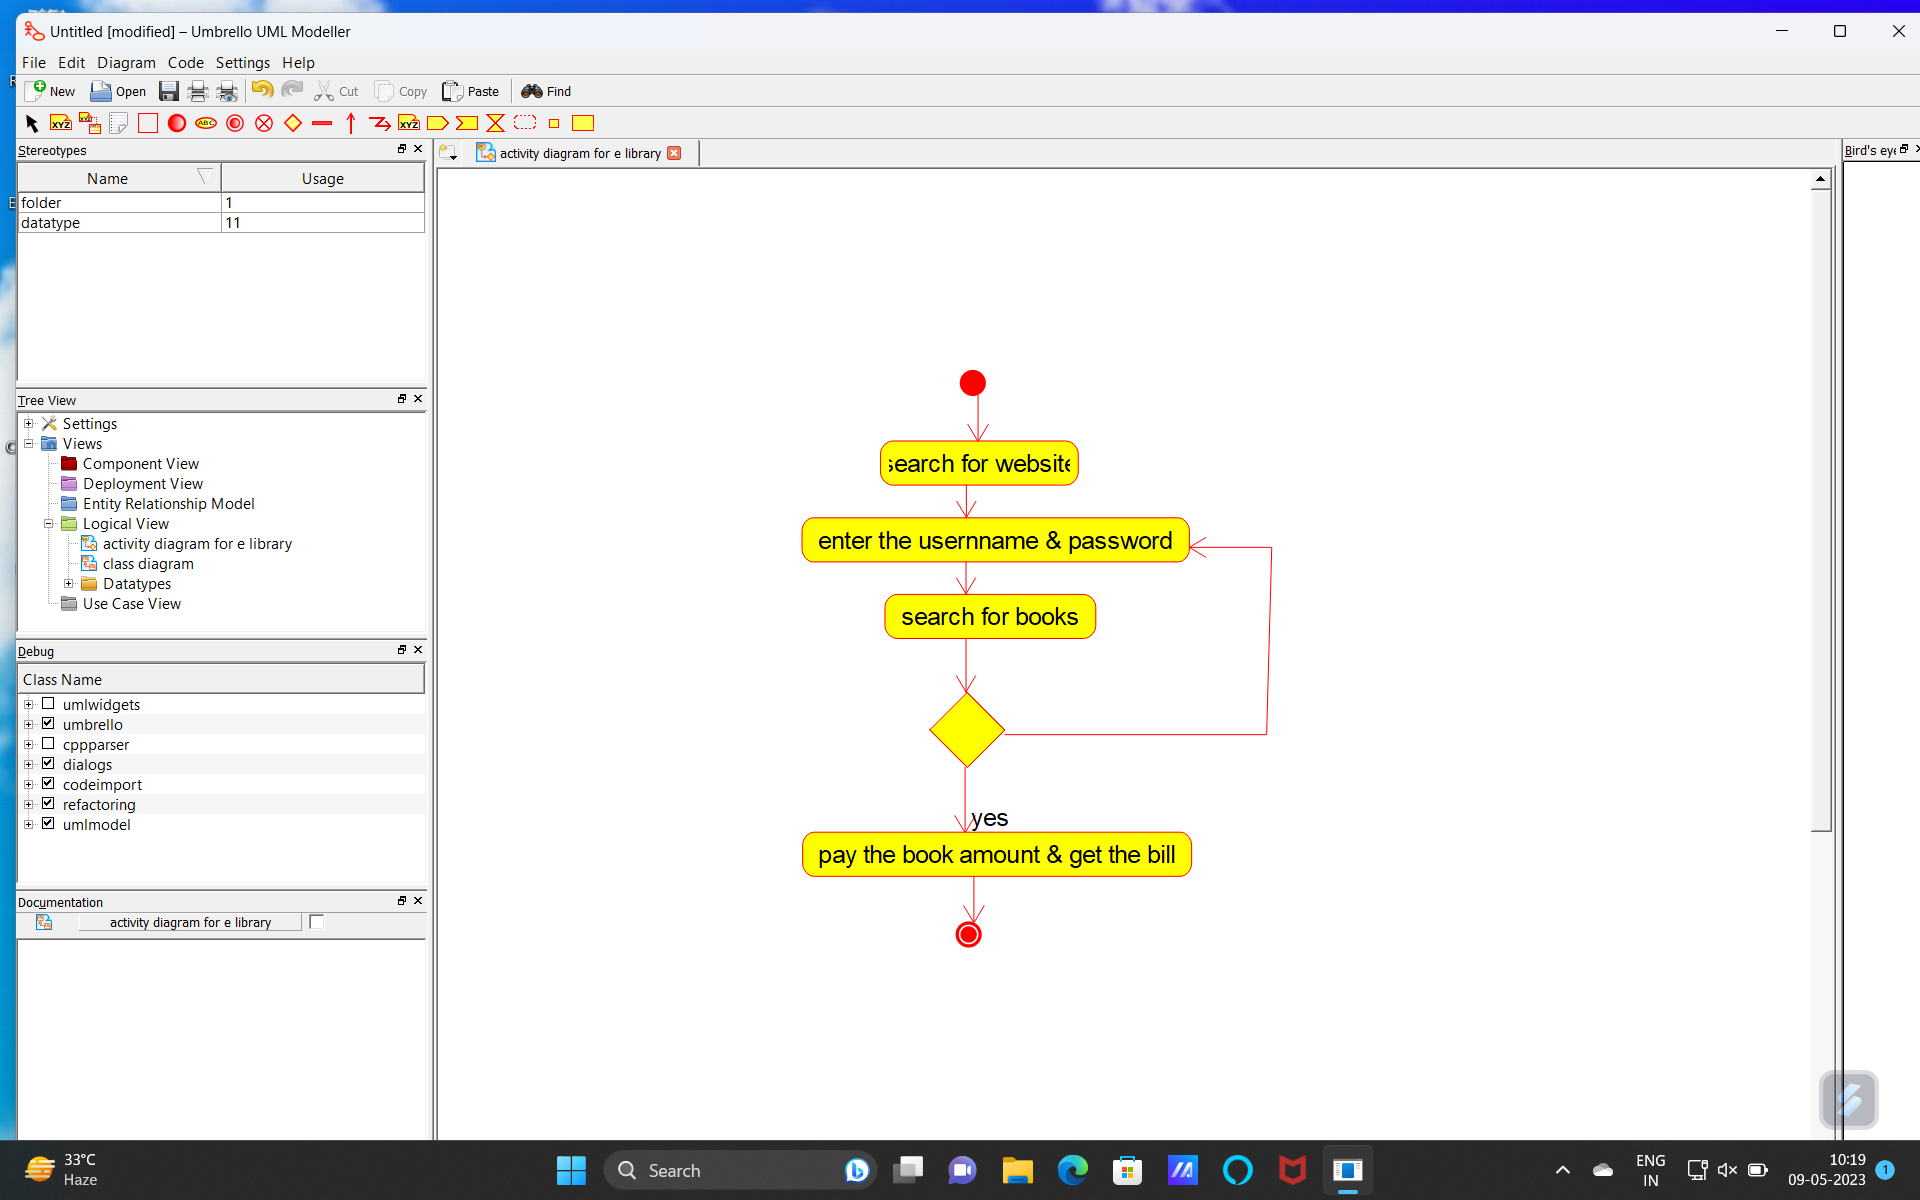 Untitled [modified] – Umbrello UML Modeller
File Edit Diagram Code Settings Help
New Open Cut Copy Paste Find
XYZ XYZ ABC XYZ
Stereotypes
Name Usage
folder 1
datatype 11
Tree View
Settings
Views
Component View
Deployment View
Entity Relationship Model
Logical View
activity diagram for e library
class diagram
Datatypes
Use Case View
Debug
Class Name
umlwidgets
umbrello
cppparser
dialogs
codeimport
refactoring
umlmodel
Documentation
activity diagram for e library
activity diagram for e library
Bird's eye
search for website
enter the usernname & password
search for books
yes
pay the book amount & get the bill
33°C
Haze
Search
ENG
IN
10:19
09-05-2023
1